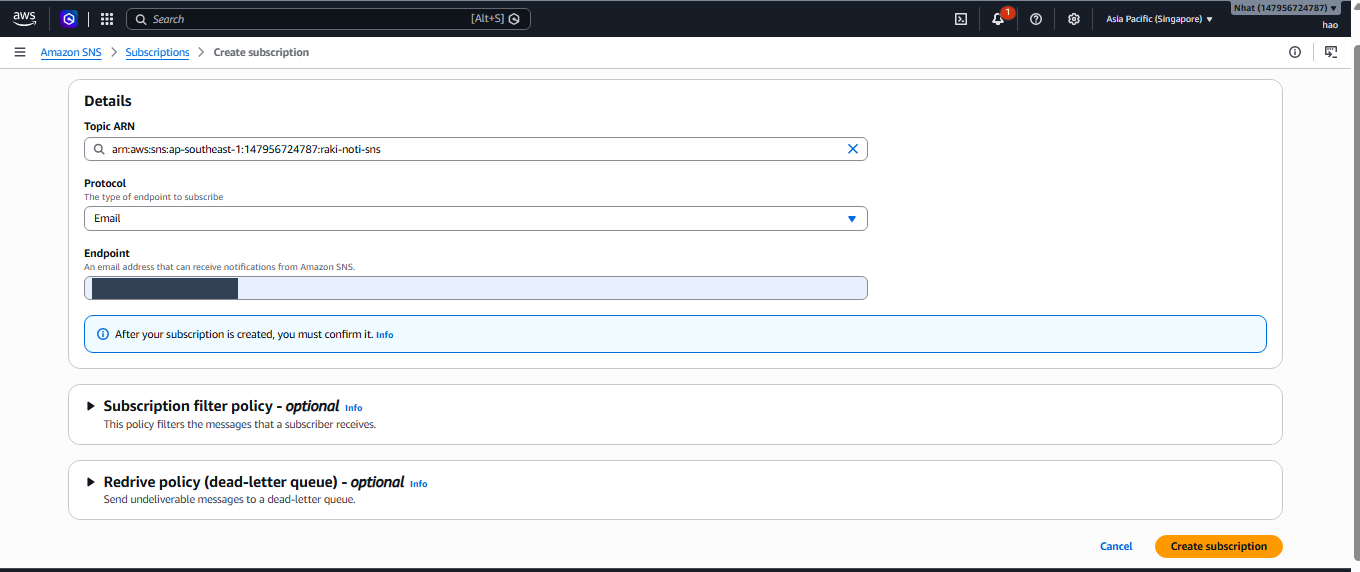 aws
Search
[Alt+S]
1
Asia Pacific (Singapore)
Nhat (147956724787)
hao
Amazon SNS > Subscriptions > Create subscription
Details
Topic ARN
arn:aws:sns:ap-southeast-1:147956724787:raki-noti-sns
Protocol
The type of endpoint to subscribe
Email
Endpoint
An email address that can receive notifications from Amazon SNS.
After your subscription is created, you must confirm it. Info
Subscription filter policy - optional Info
This policy filters the messages that a subscriber receives.
Redrive policy (dead-letter queue) - optional Info
Send undeliverable messages to a dead-letter queue.
Cancel
Create subscription